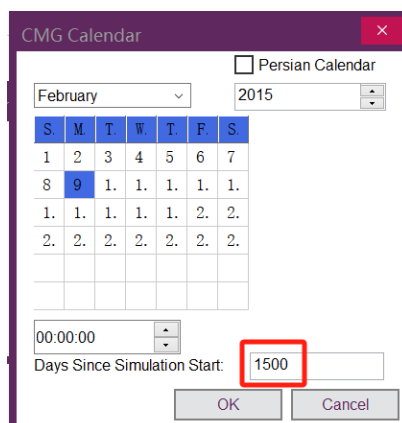 CMG Calendar
Persian Calendar
February 2015
S. M. T. W. T. F. S.
1 2 3 4 5 6 7
8 9 1. 1. 1. 1. 1.
1. 1. 1. 1. 1. 2. 2.
2. 2. 2. 2. 2. 2. 2.
00:00:00
Days Since Simulation Start: 1500
OK Cancel